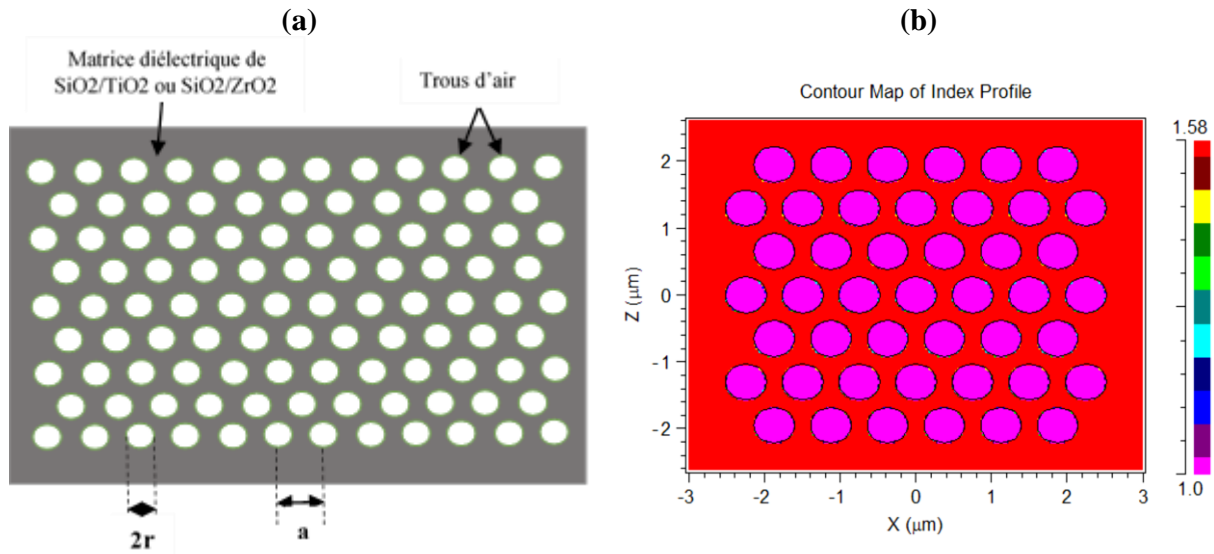 (a)
Matrice diélectrique de
SiO2/TiO2 ou SiO2/ZrO2
Trous d'air
2r
a
(b)
Contour Map of Index Profile
1.58
1.0
Z (μm)
2
1
0
-1
-2
-3
-2
-1
0
1
2
3
X (μm)